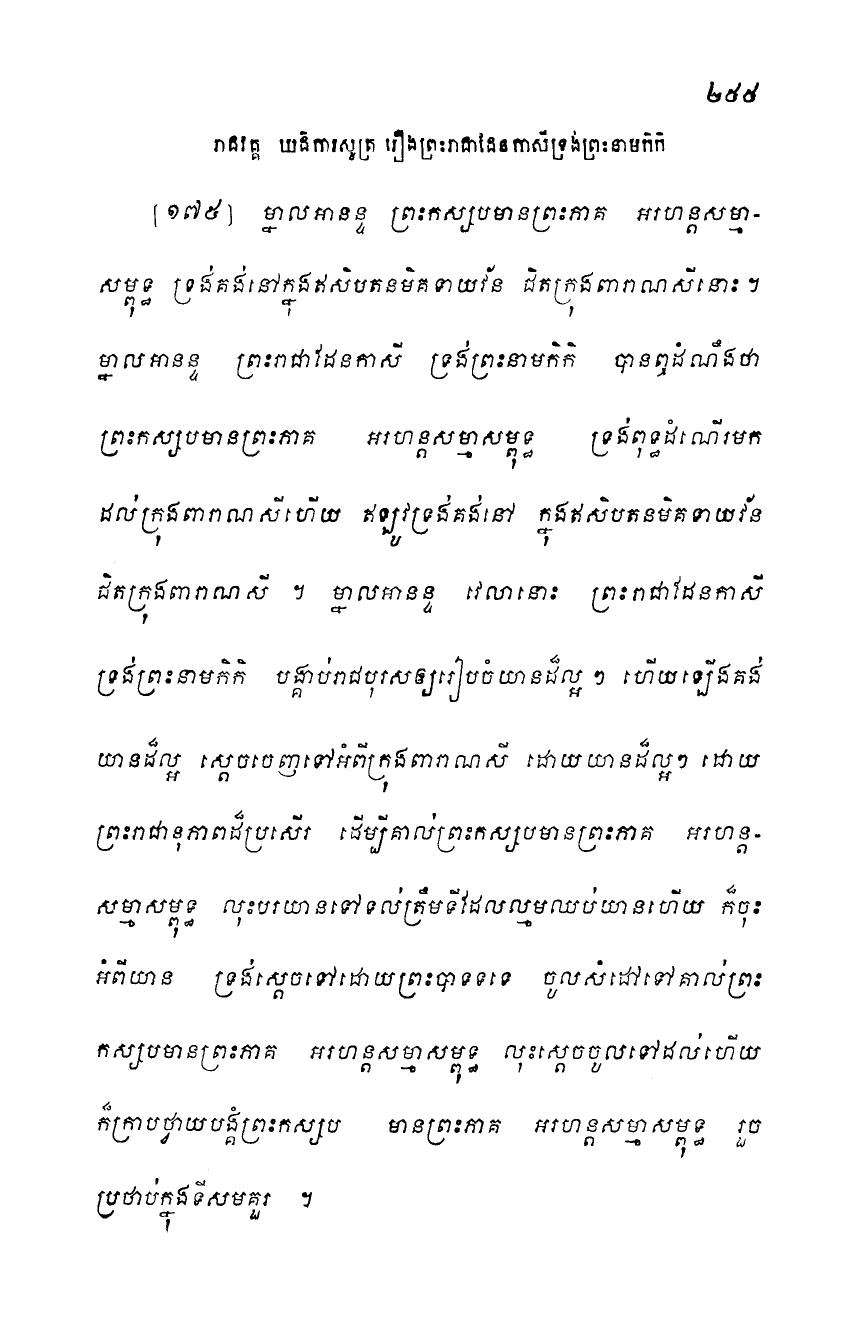 ២៥៥
រាជវគ្គ ឃដិការសូត្រ រឿងព្រះរាជាដែនកាសីទ្រង់ព្រះនាមកិកិ
[១៧៥] ម្នាលអានន្ទ ព្រះកស្សបមានព្រះភាគ អរហន្តសម្មា-
សម្ពុទ្ធ ទ្រង់គង់នៅក្នុងឥសិបតនមិគទាយវ័ន ជិតក្រុងពារាណសីនោះ ។
ម្នាលអានន្ទ ព្រះរាជាដែនកាសី ទ្រង់ព្រះនាមកិកិ បានឮដំណឹងថា
ព្រះកស្សបមានព្រះភាគ អរហន្តសម្មាសម្ពុទ្ធ ទ្រង់ពុទ្ធដំណើរមក
ដល់ក្រុងពារាណសីហើយ ឥឡូវទ្រង់គង់នៅ ក្នុងឥសិបតនមិគទាយវ័ន
ជិតក្រុងពារាណសី ។ ម្នាលអានន្ទ វេលានោះ ព្រះរាជាដែនកាសី
ទ្រង់ព្រះនាមកិកិ បង្គាប់រាជបុរសឲ្យរៀបចំយានដ៏ល្អ ៗ ហើយឡើងគង់
យានដ៏ល្អ ស្តេចចេញទៅអំពីក្រុងពារាណសី ដោយយានដ៏ល្អៗ ដោយ
ព្រះរាជានុភាពដ៏ប្រសើរ ដើម្បីគាល់ព្រះកស្សបមានព្រះភាគ អរហន្ត-
សម្មាសម្ពុទ្ធ លុះបរយានទៅទល់ត្រឹមទីដែលល្មមឈប់យានហើយ ក៏ចុះ
អំពីយាន ទ្រង់ស្តេចទៅដោយព្រះបាទទទេ ចូលសំដៅទៅគាល់ព្រះ
កស្សបមានព្រះភាគ អរហន្តសម្មាសម្ពុទ្ធ លុះស្តេចចូលទៅដល់ហើយ
ក៏ក្រាបថ្វាយបង្គំព្រះកស្សប មានព្រះភាគ អរហន្តសម្មាសម្ពុទ្ធ រួច
ប្រថាប់ក្នុងទីសមគួរ ។